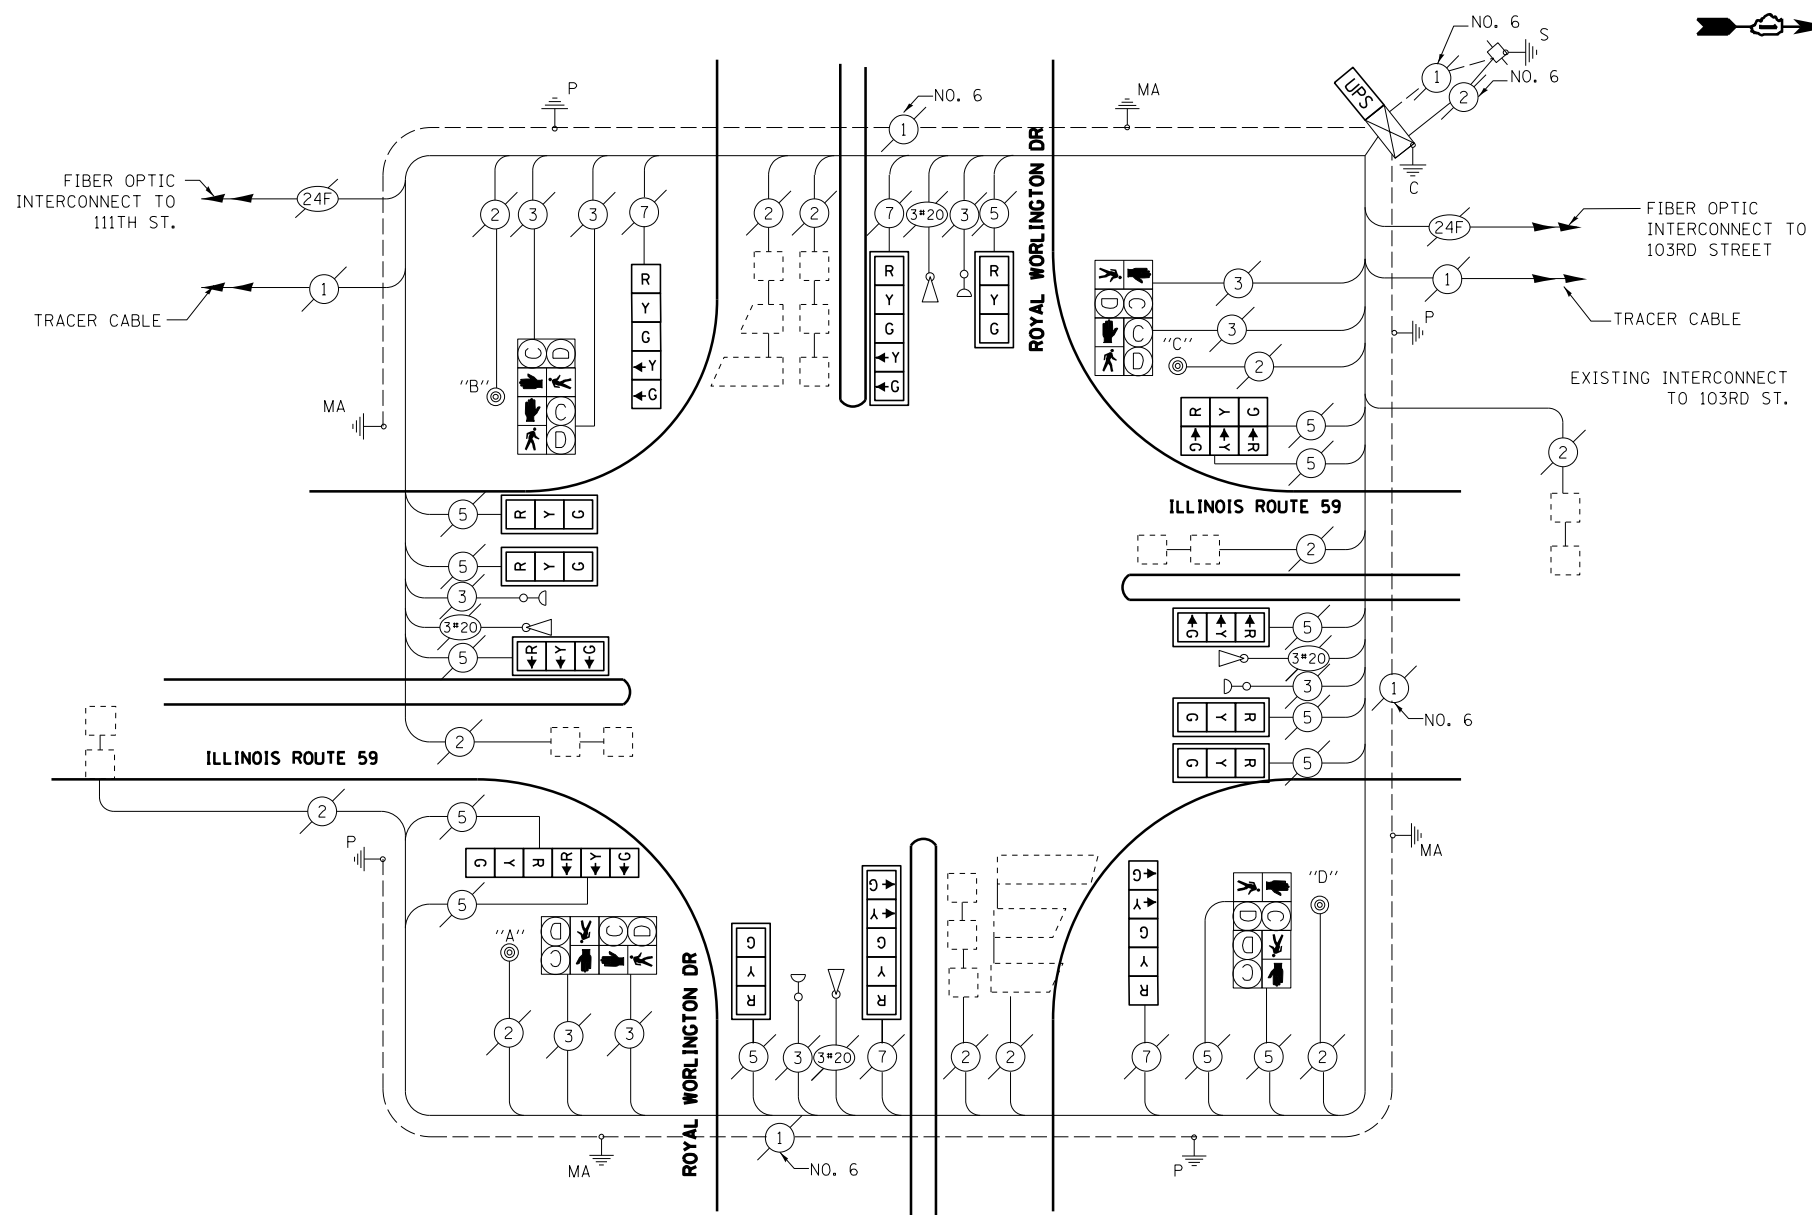 NO. 6
S
NO. 6
UPS
P
NO. 6
MA
C
FIBER OPTIC
INTERCONNECT TO
111TH ST.
24F
1
TRACER CABLE
2
3
3
7
2
2
1
7
3#20
3
5
ROYAL WORLINGTON DR
1
2
24F
FIBER OPTIC
INTERCONNECT TO
103RD STREET
1
TRACER CABLE
P
EXISTING INTERCONNECT
TO 103RD ST.
"B"
C D
C
D
R
Y
G
Y
G
MA
R
Y
G
Y
G
R
Y
G
D C
C
D
3
3
"C"
2
R Y G
G Y R
5
5
2
ILLINOIS ROUTE 59
2
5
R Y G
5
R Y G
3
3#20
5
R Y G
2
ILLINOIS ROUTE 59
G Y R
5
3#20
3
G Y R
5
G Y R
5
1
NO. 6
MA
2
P
5
G Y R R Y G
5
"A"
D C D
C
2
3
3
ROYAL WORLINGTON DR
G
Y
R
G
Y
G
Y
R
5
3
3#20
7
2
2
G
Y
G
Y
R
D C
D
C
"D"
7
5
5
2
MA
1
NO. 6
P